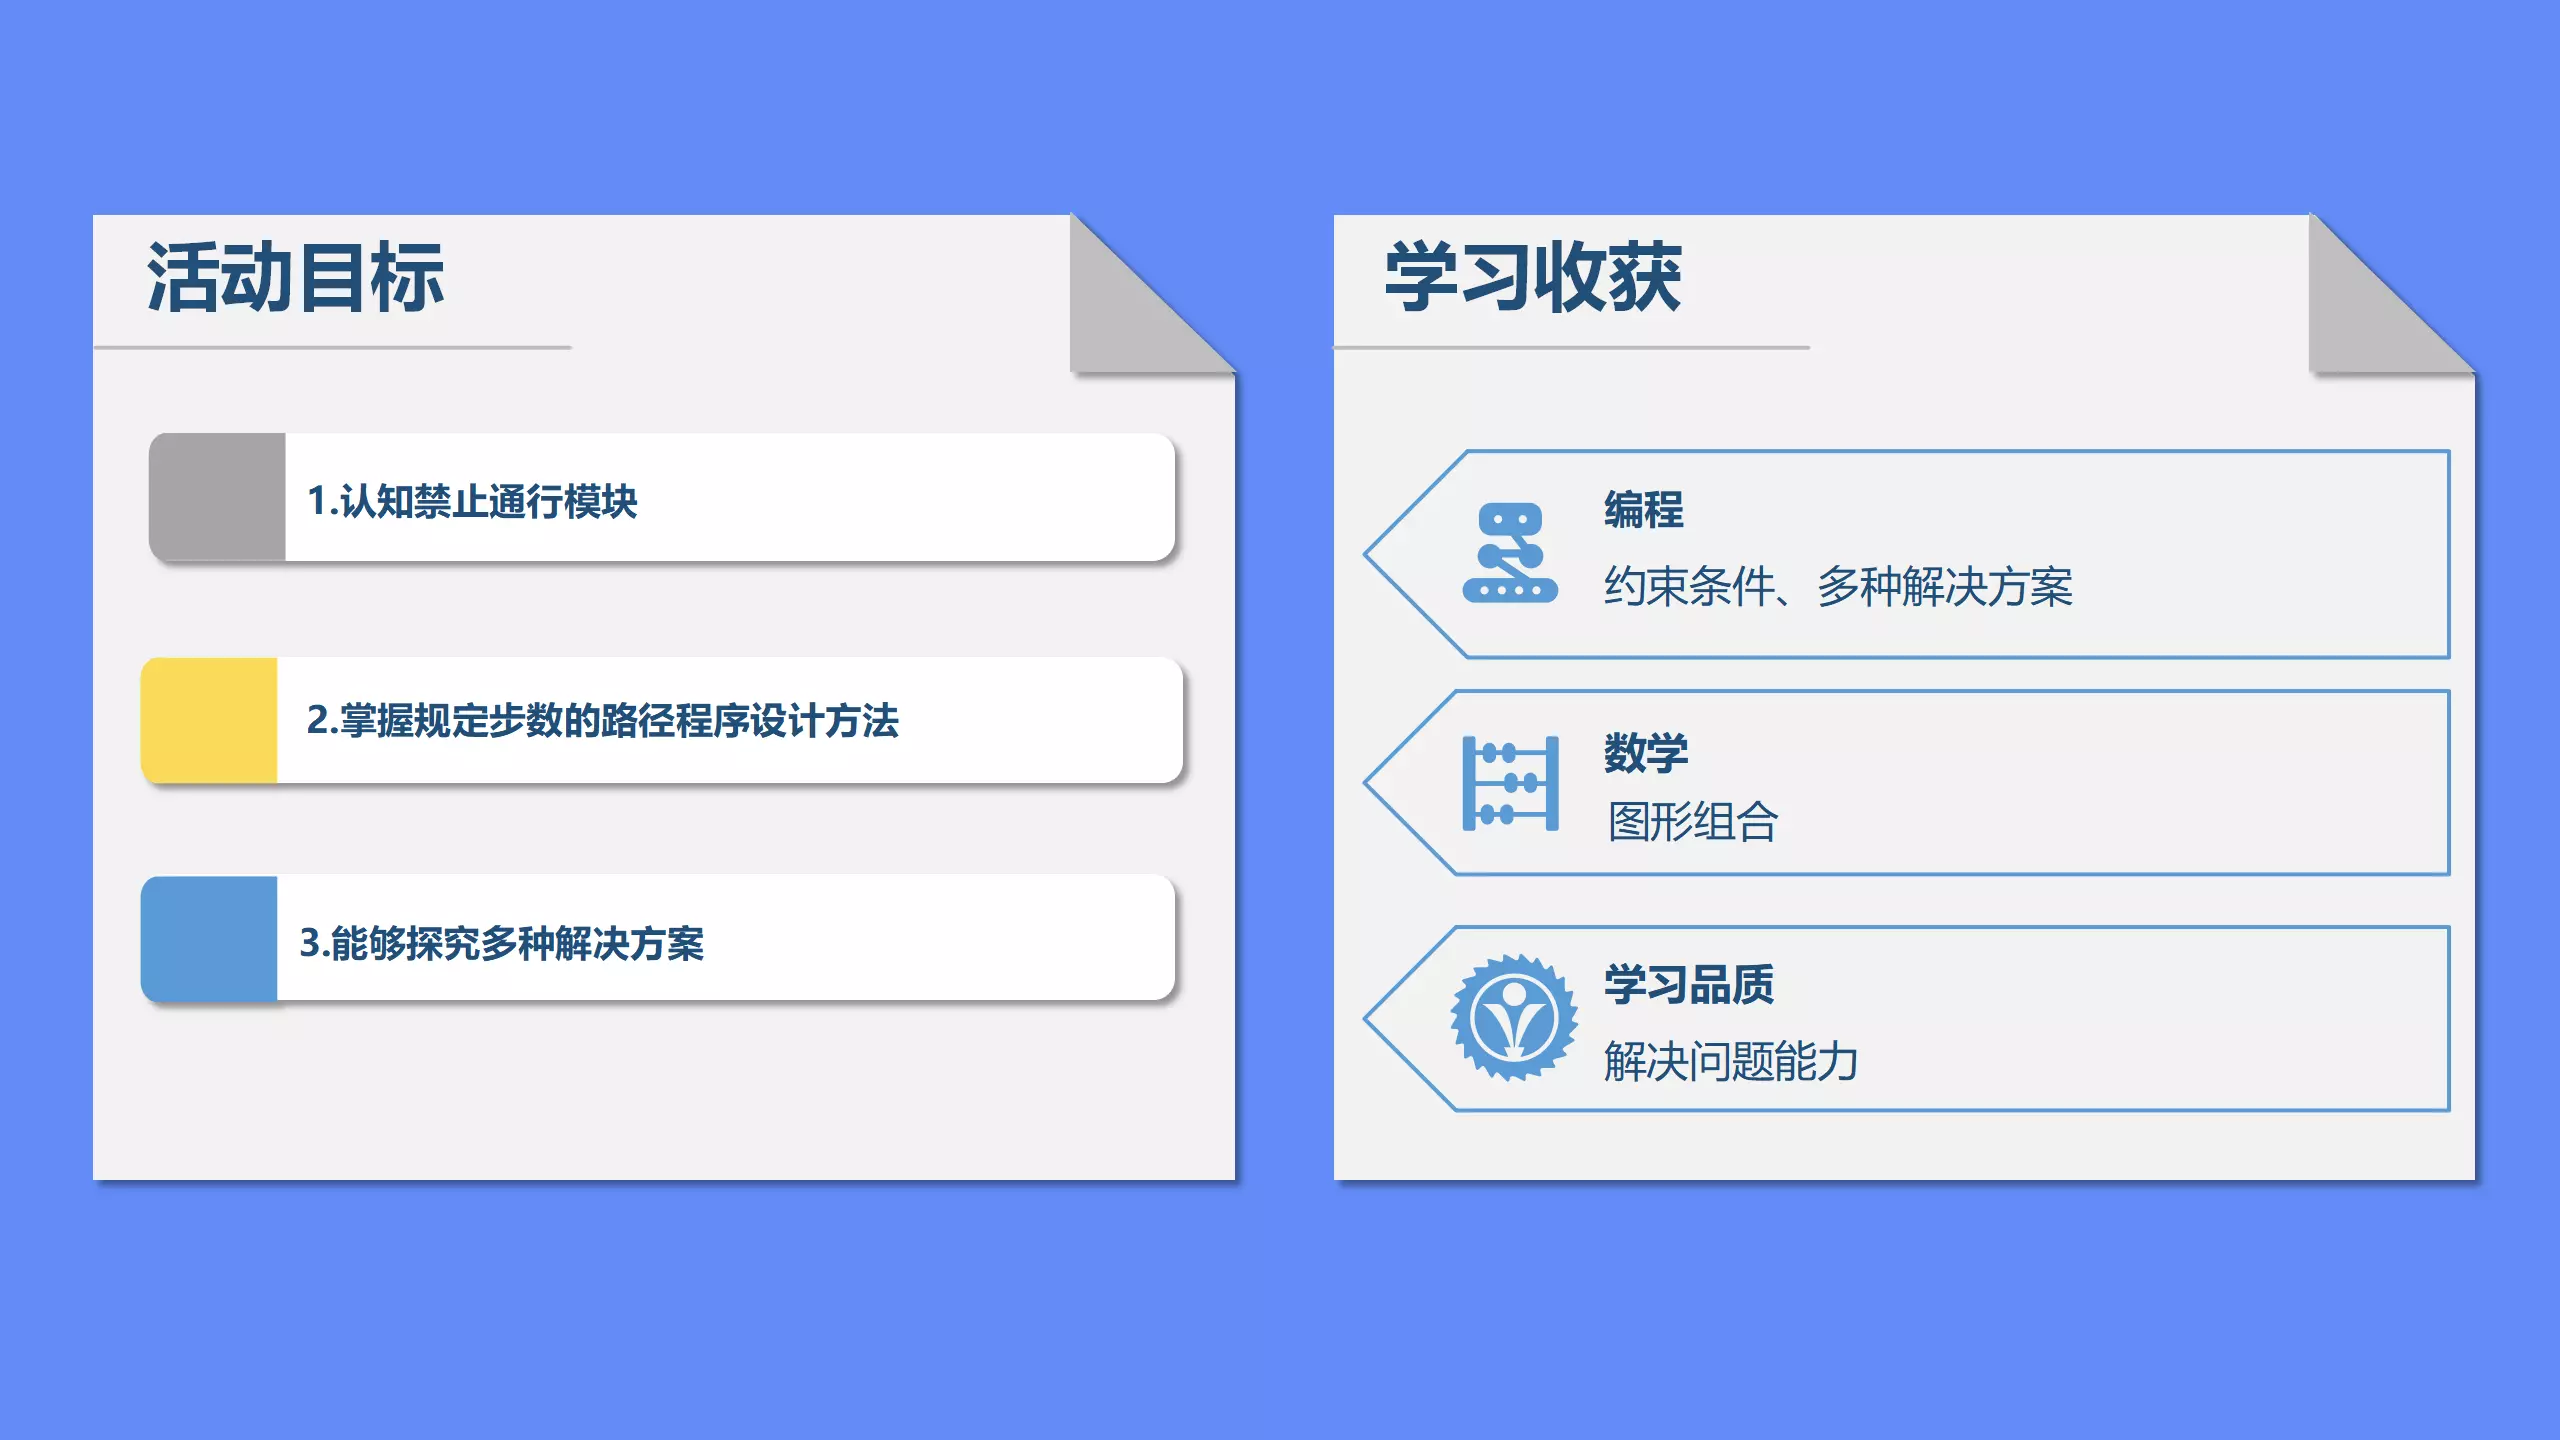 活动目标
1.认知禁止通行模块
2.掌握规定步数的路径程序设计方法
3.能够探究多种解决方案
学习收获
编程
约束条件、多种解决方案
数学
图形组合
学习品质
解决问题能力